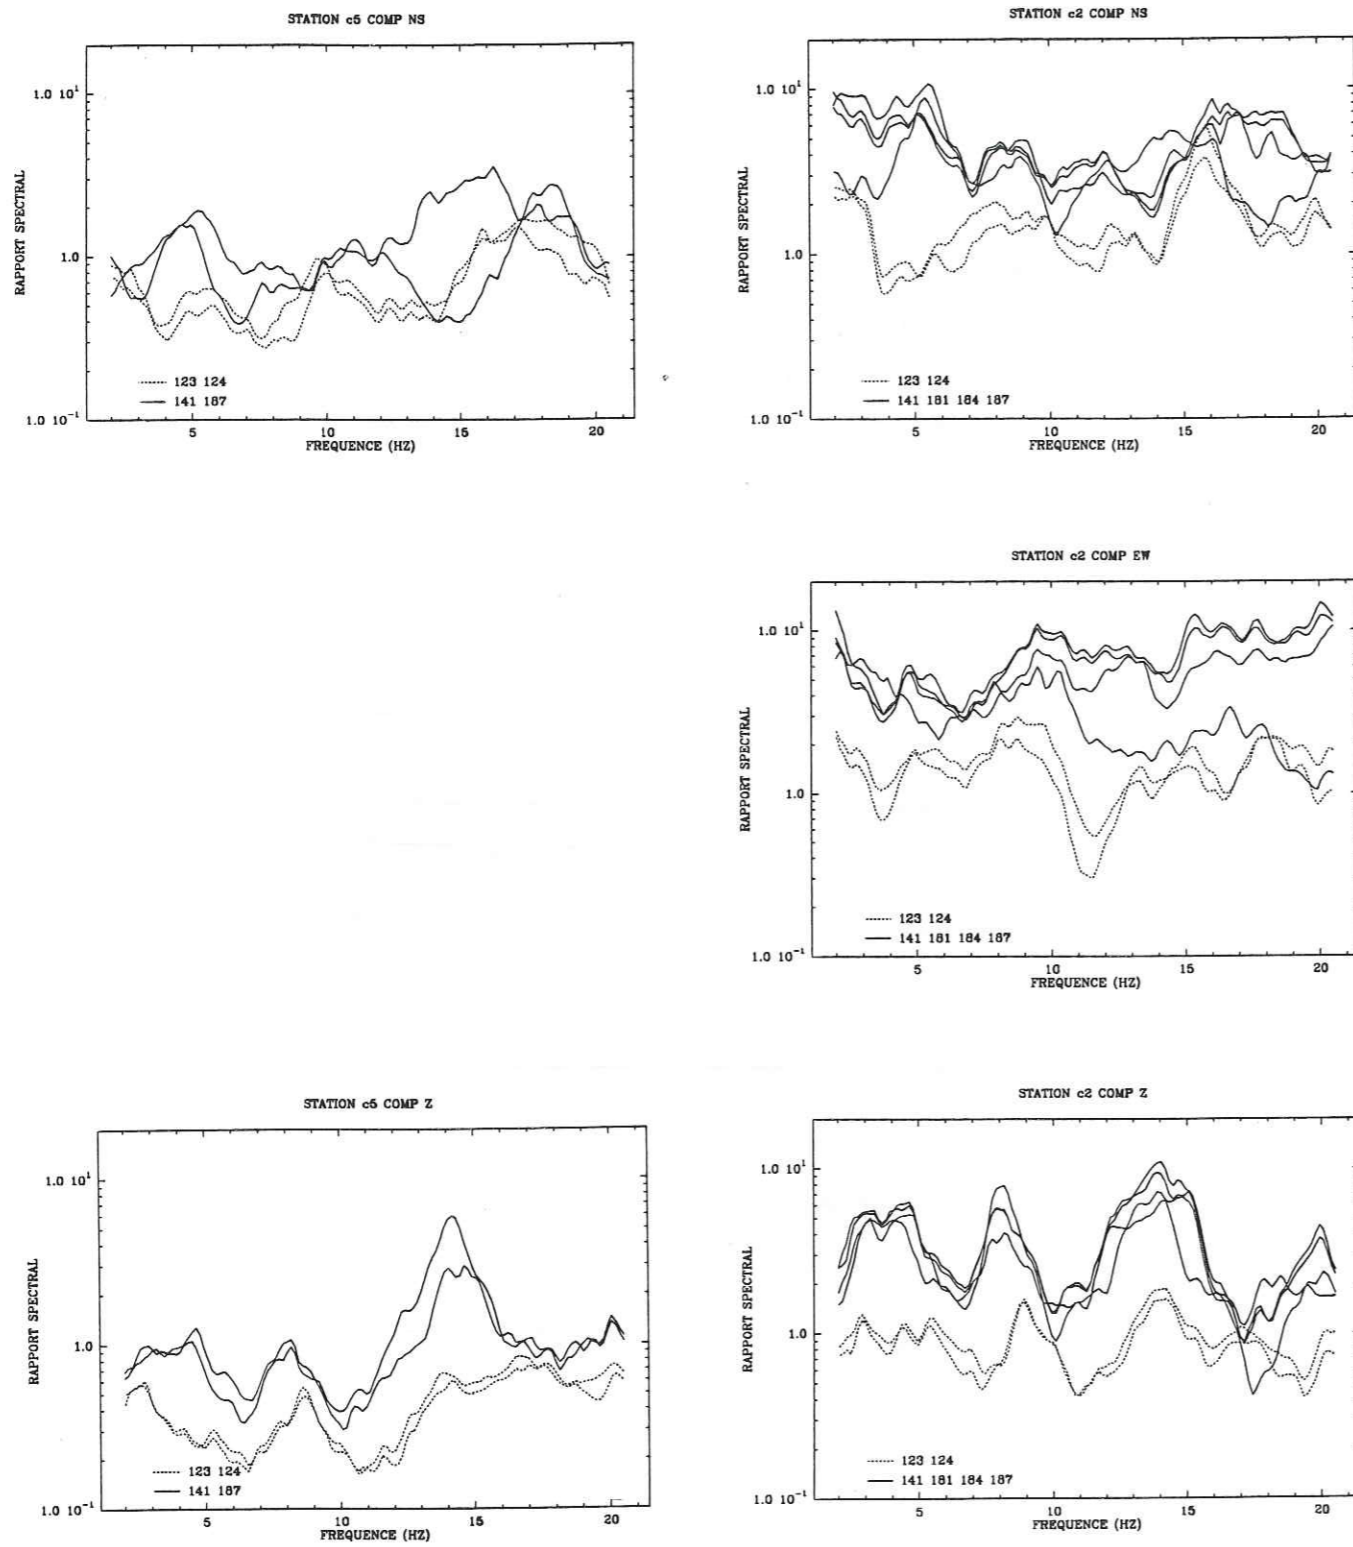 STATION c5 COMP NS
1.0 10¹
1.0
1.0 10⁻¹
RAPPORT SPECTRAL
123 124
141 187
5 10 15 20
FREQUENCE (HZ)
STATION c2 COMP NS
1.0 10¹
1.0
1.0 10⁻¹
RAPPORT SPECTRAL
123 124
141 181 184 187
5 10 15 20
FREQUENCE (HZ)
STATION c2 COMP EW
1.0 10¹
1.0
1.0 10⁻¹
RAPPORT SPECTRAL
123 124
141 181 184 187
5 10 15 20
FREQUENCE (HZ)
STATION c5 COMP Z
1.0 10¹
1.0
1.0 10⁻¹
RAPPORT SPECTRAL
123 124
141 187
5 10 15 20
FREQUENCE (HZ)
STATION c2 COMP Z
1.0 10¹
1.0
1.0 10⁻¹
RAPPORT SPECTRAL
123 124
141 181 184 187
5 10 15 20
FREQUENCE (HZ)